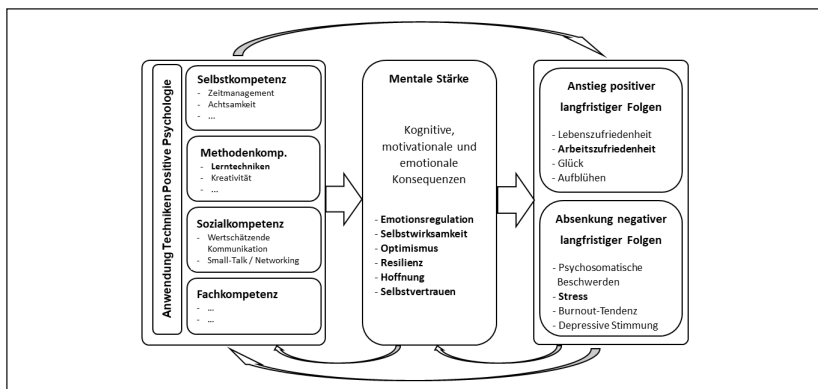 Anwendung Techniken Positive Psychologie
Selbstkompetenz
- Zeitmanagement
- Achtsamkeit
- ...
Methodenkomp.
- Lerntechniken
- Kreativität
- ...
Sozialkompetenz
- Wertschätzende
Kommunikation
- Small-Talk / Networking
Fachkompetenz
- ...
- ...
Mentale Stärke
Kognitive,
motivationale und
emotionale
Konsequenzen
- Emotionsregulation
- Selbstwirksamkeit
- Optimismus
- Resilienz
- Hoffnung
- Selbstvertrauen
Anstieg positiver
langfristiger Folgen
- Lebenszufriedenheit
- Arbeitszufriedenheit
- Glück
- Aufblühen
Absenkung negativer
langfristiger Folgen
- Psychosomatische
Beschwerden
- Stress
- Burnout-Tendenz
- Depressive Stimmung